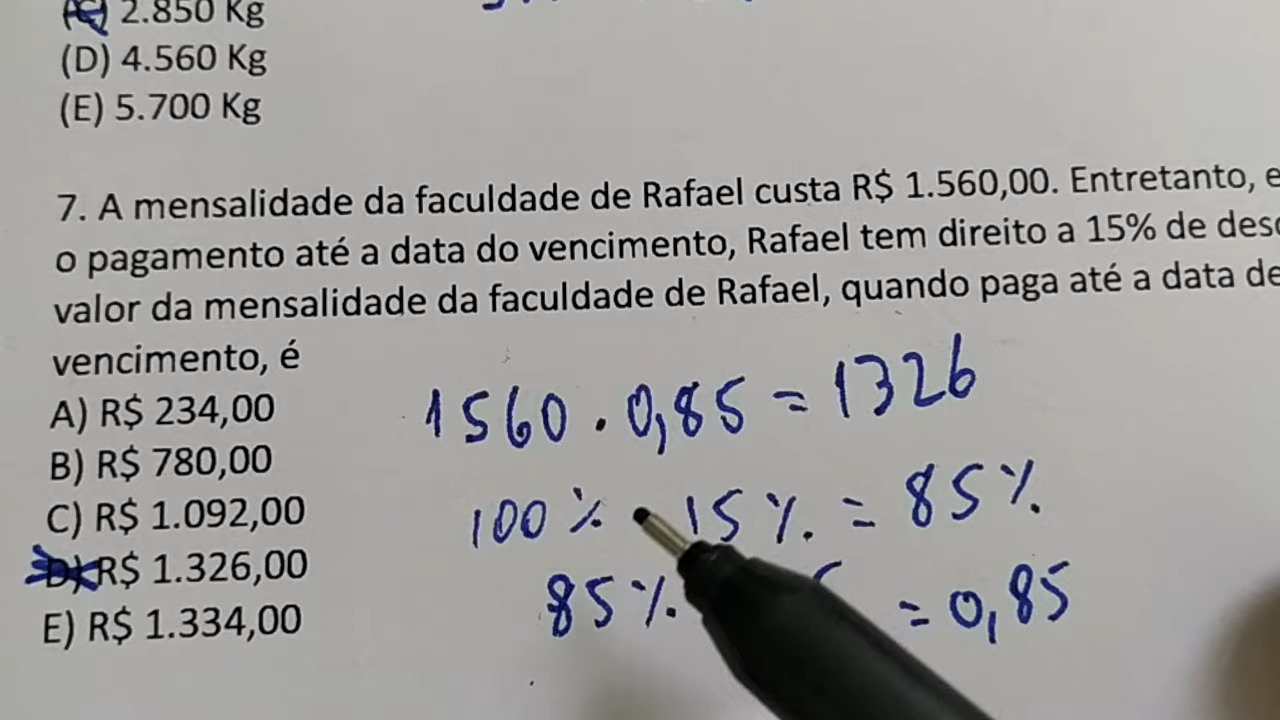 (C) 2.850 Kg
(D) 4.560 Kg
(E) 5.700 Kg
7. A mensalidade da faculdade de Rafael custa R$ 1.560,00. Entretanto, e
o pagamento até a data do vencimento, Rafael tem direito a 15% de desc
valor da mensalidade da faculdade de Rafael, quando paga até a data de
vencimento, é
A) R$ 234,00
B) R$ 780,00
C) R$ 1.092,00
D) R$ 1.326,00
E) R$ 1.334,00
1560 . 0,85 = 1326
100% 15% = 85%
85% = 0,85